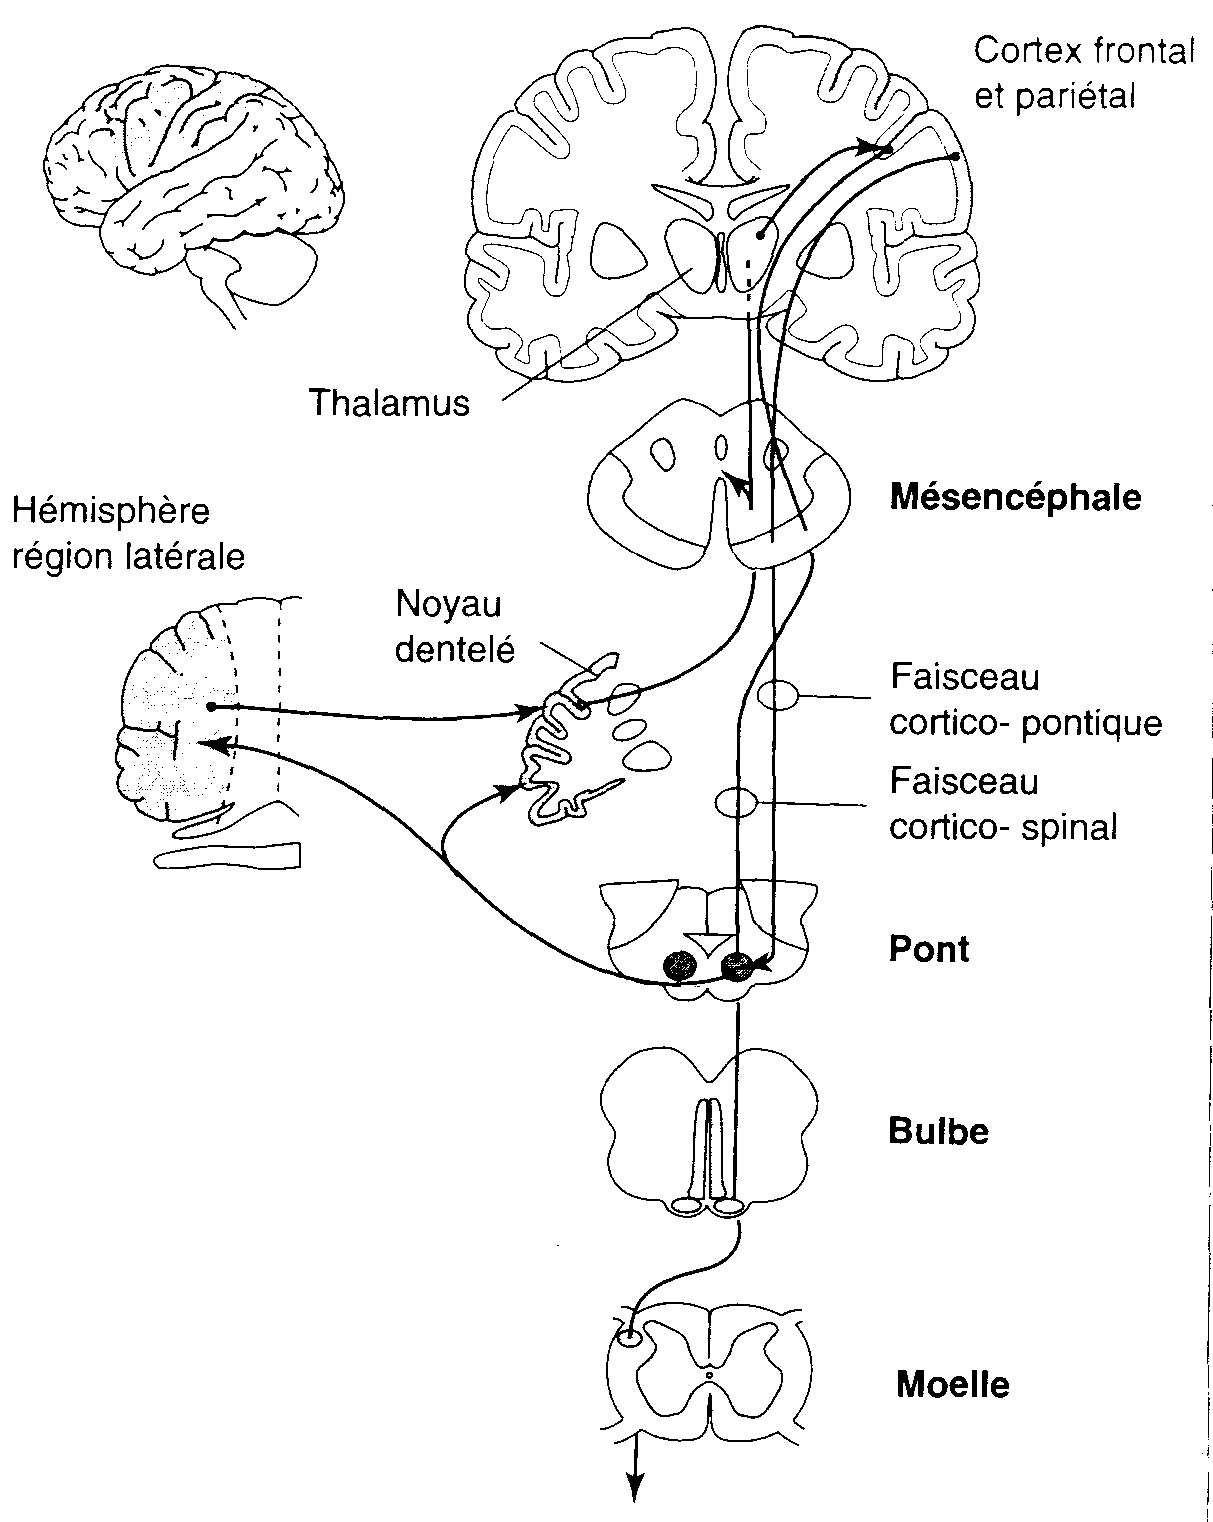 Cortex frontal
et pariétal
Thalamus
Mésencéphale
Hémisphère
région latérale
Noyau
dentelé
Faisceau
cortico- pontique
Faisceau
cortico- spinal
Pont
Bulbe
Moelle